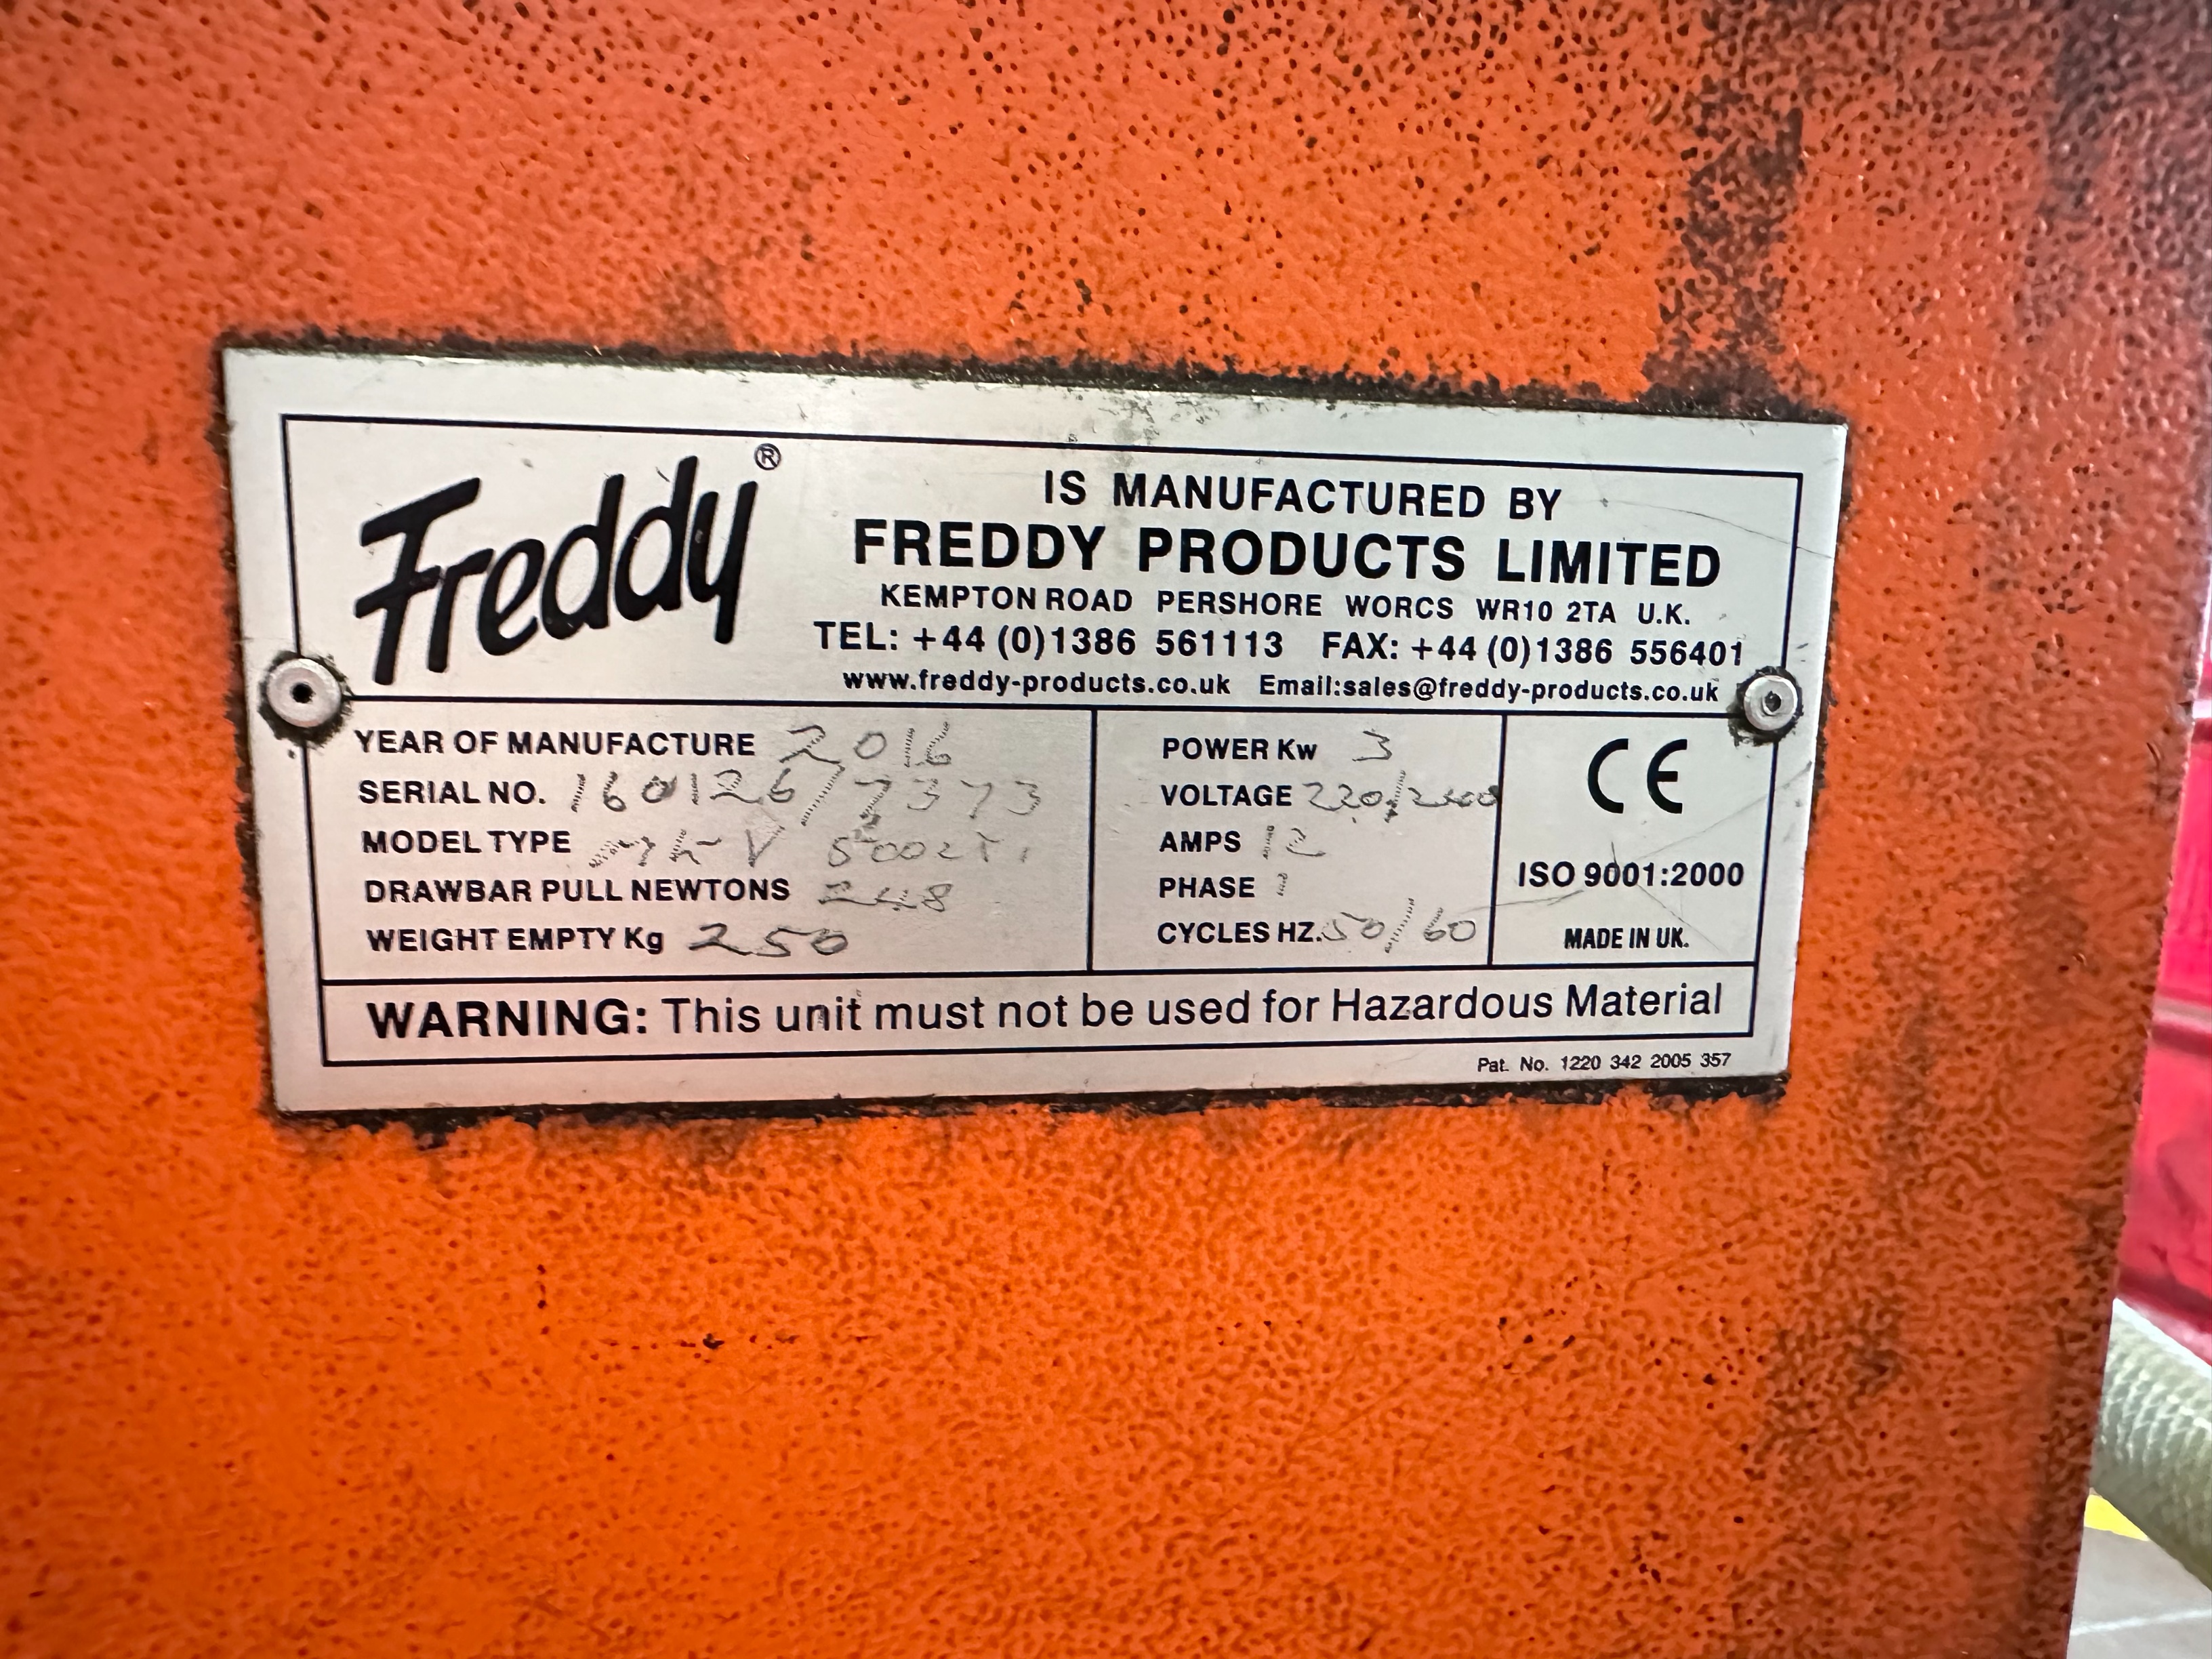 Freddy®
IS MANUFACTURED BY
FREDDY PRODUCTS LIMITED
KEMPTON ROAD PERSHORE WORCS WR10 2TA U.K.
TEL: +44 (0)1386 561113 FAX: +44 (0)1386 556401
www.freddy-products.co.uk Email:sales@freddy-products.co.uk
YEAR OF MANUFACTURE 2016
SERIAL NO. 160126/7373
MODEL TYPE MK V
DRAWBAR PULL NEWTONS 248
WEIGHT EMPTY Kg 250
POWER Kw 3
VOLTAGE
AMPS 12
PHASE 1
CYCLES HZ. 50/60
CE
ISO 9001:2000
MADE IN UK.
WARNING: This unit must not be used for Hazardous Material
Pat. No. 1220 342 2005 357